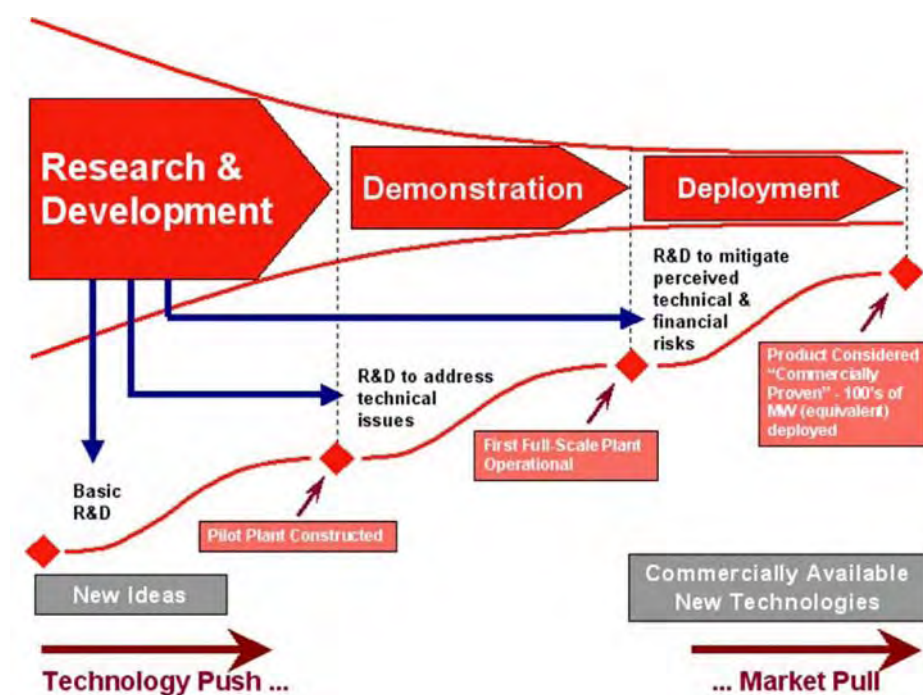 Research &
Development
Demonstration
Deployment
R&D to mitigate
perceived
technical &
financial
risks
R&D to address
technical
issues
Basic
R&D
Product Considered
“Commercially
Proven” - 100's of
MW (equivalent)
deployed
First Full-Scale Plant
Operational
Pilot Plant Constructed
New Ideas
Commercially Available
New Technologies
Technology Push ...
... Market Pull